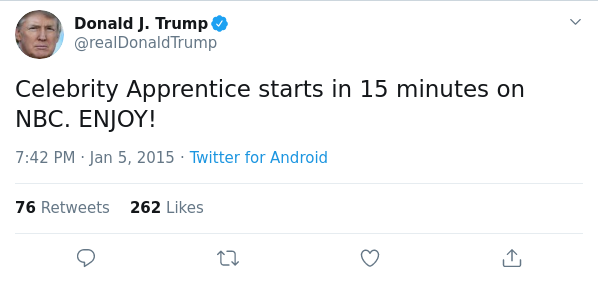 Donald J. Trump
@realDonaldTrump
Celebrity Apprentice starts in 15 minutes on
NBC. ENJOY!
7:42 PM · Jan 5, 2015 · Twitter for Android
76 Retweets 262 Likes